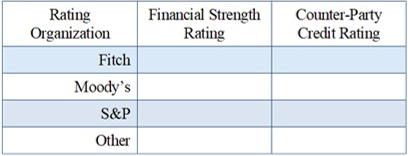 Rating Organization
Financial Strength Rating
Counter-Party Credit Rating
Fitch
Moody's
S&P
Other